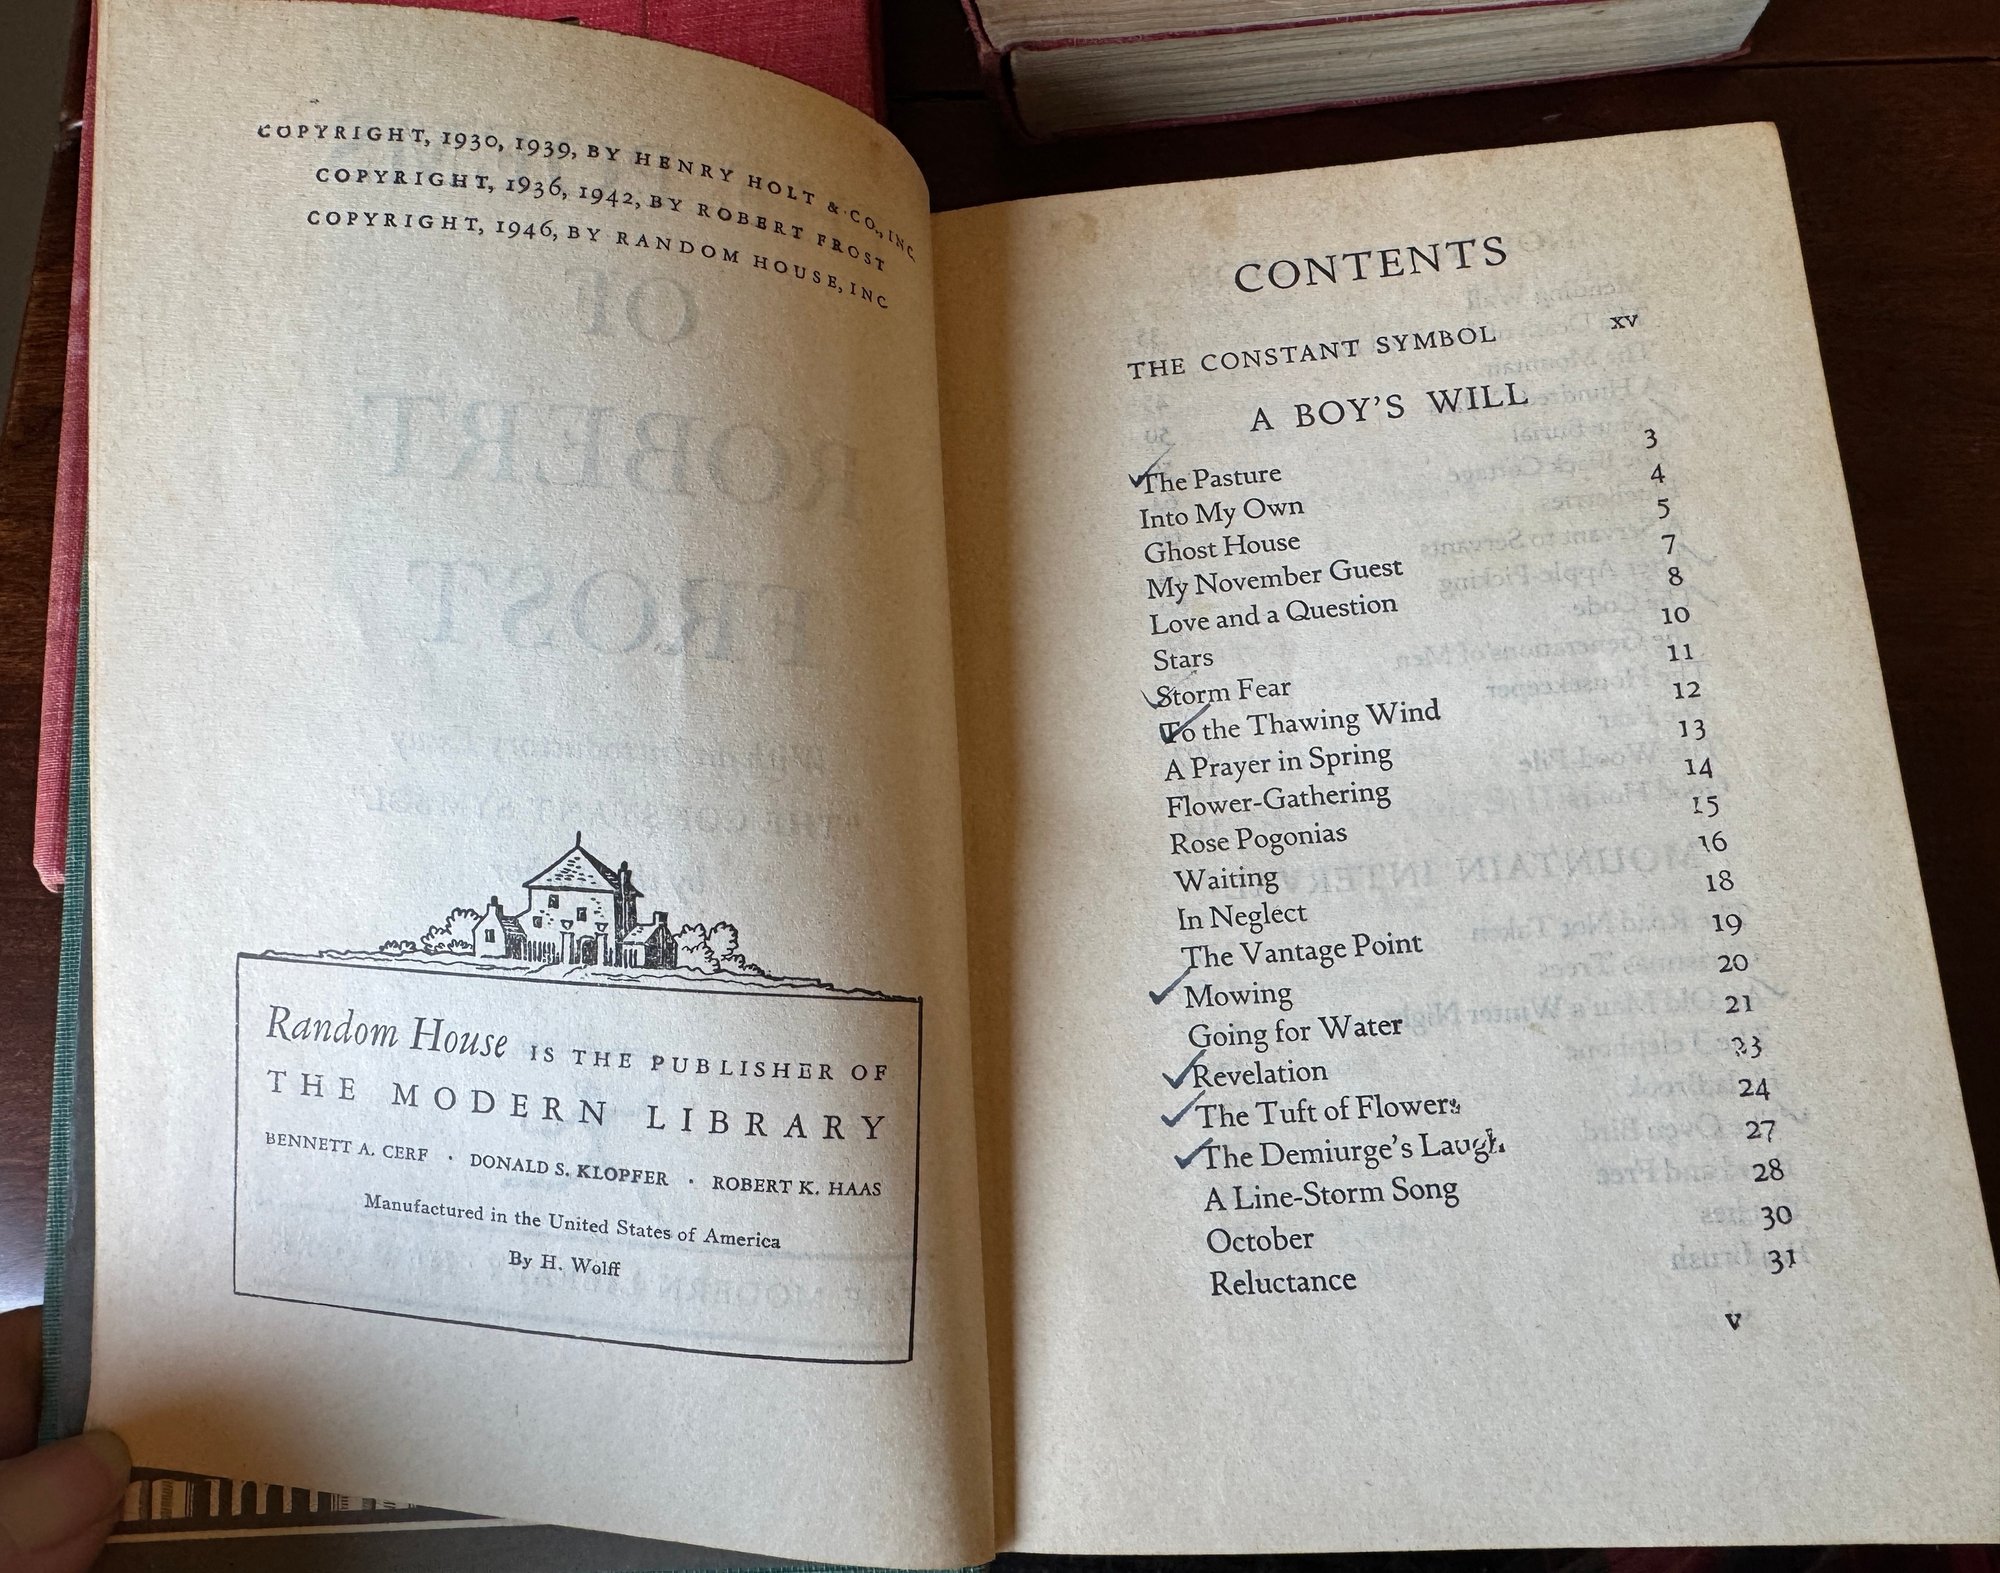 COPYRIGHT, 1930, 1939, BY HENRY HOLT & CO., INC
COPYRIGHT, 1936, 1942, BY ROBERT FROST
COPYRIGHT, 1946, BY RANDOM HOUSE, INC
Random House IS THE PUBLISHER OF
THE MODERN LIBRARY
BENNETT A. CERF · DONALD S. KLOPFER · ROBERT K. HAAS
Manufactured in the United States of America
By H. Wolff
CONTENTS
THE CONSTANT SYMBOL xv
A BOY'S WILL
The Pasture 3
Into My Own 4
Ghost House 5
My November Guest 7
Love and a Question 8
Stars 10
Storm Fear 11
To the Thawing Wind 12
A Prayer in Spring 13
Flower-Gathering 14
Rose Pogonias 15
Waiting 16
In Neglect 18
The Vantage Point 19
Mowing 20
Going for Water 21
Revelation 23
The Tuft of Flowers 24
The Demiurge's Laugh 27
A Line-Storm Song 28
October 30
Reluctance 31
v